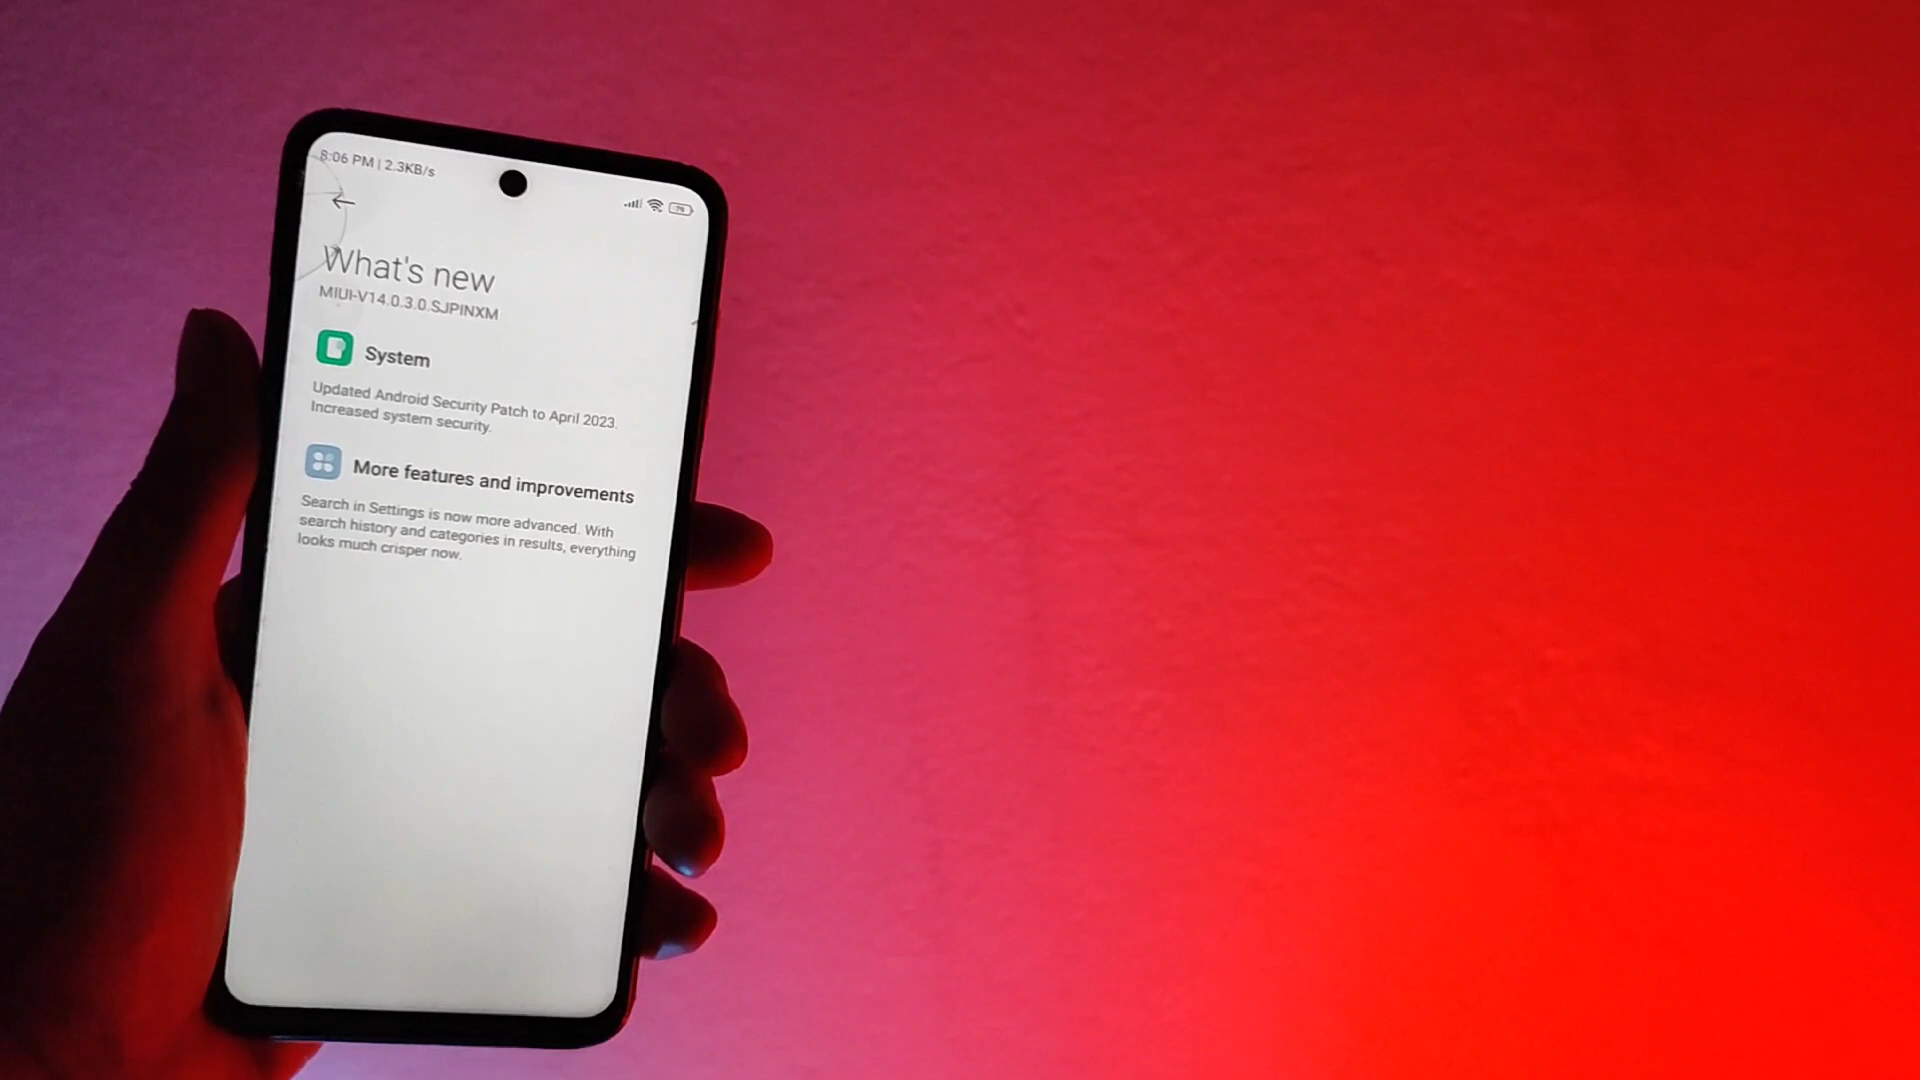 8:06 PM | 2.3KB/s
79
What's new
MIUI-V14.0.3.0.SJPINXM
System
Updated Android Security Patch to April 2023.
Increased system security.
More features and improvements
Search in Settings is now more advanced. With
search history and categories in results, everything
looks much crisper now.